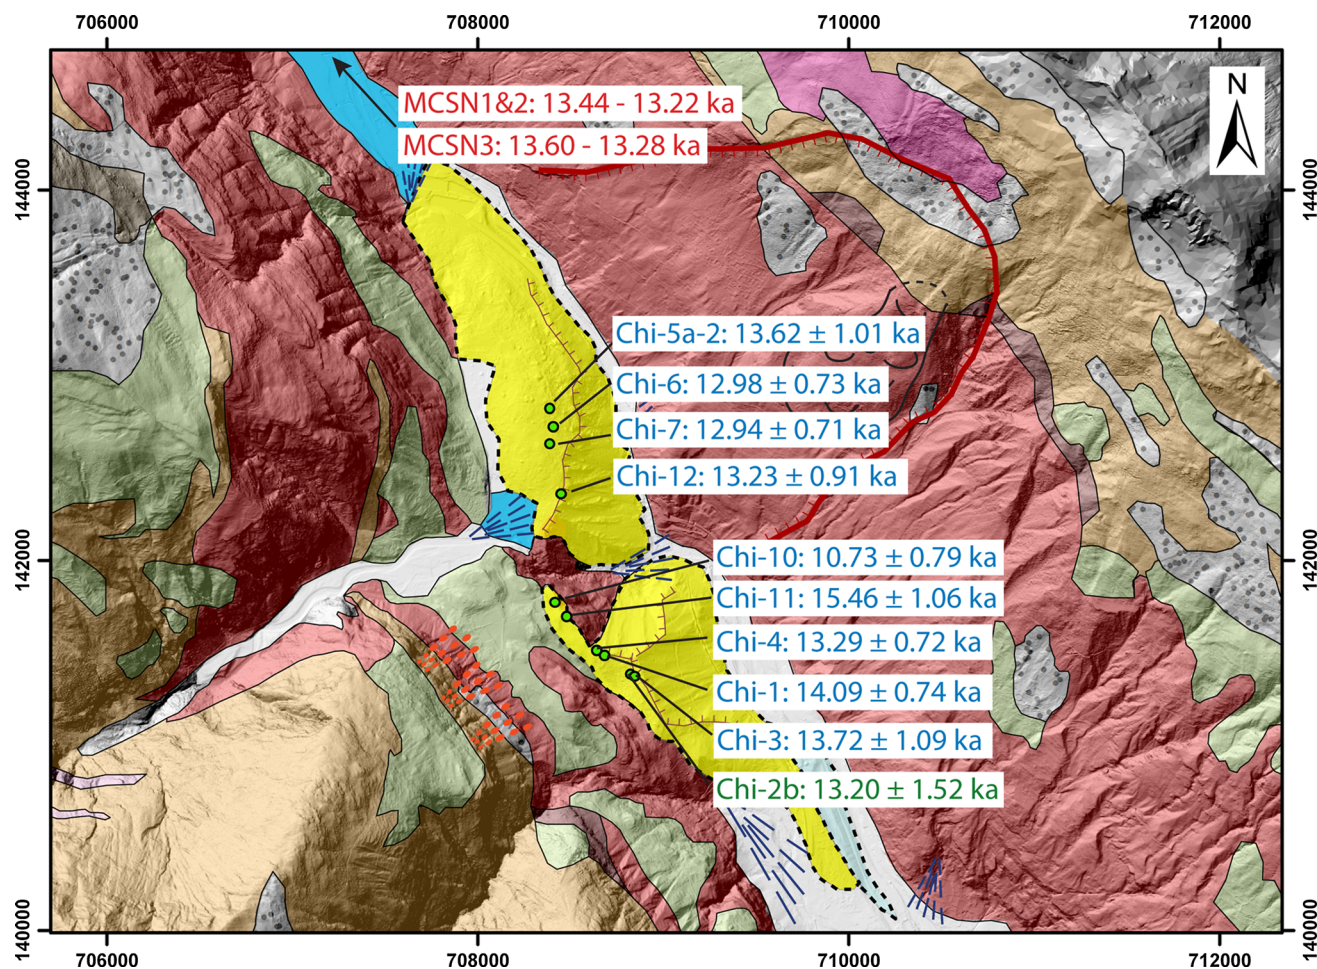 706000 708000 710000 712000
N
MCSN1&2: 13.44 - 13.22 ka
MCSN3: 13.60 - 13.28 ka
144000 144000
Chi-5a-2: 13.62 ± 1.01 ka
Chi-6: 12.98 ± 0.73 ka
Chi-7: 12.94 ± 0.71 ka
Chi-12: 13.23 ± 0.91 ka
142000 142000
Chi-10: 10.73 ± 0.79 ka
Chi-11: 15.46 ± 1.06 ka
Chi-4: 13.29 ± 0.72 ka
Chi-1: 14.09 ± 0.74 ka
Chi-3: 13.72 ± 1.09 ka
Chi-2b: 13.20 ± 1.52 ka
140000 140000
706000 708000 710000 712000